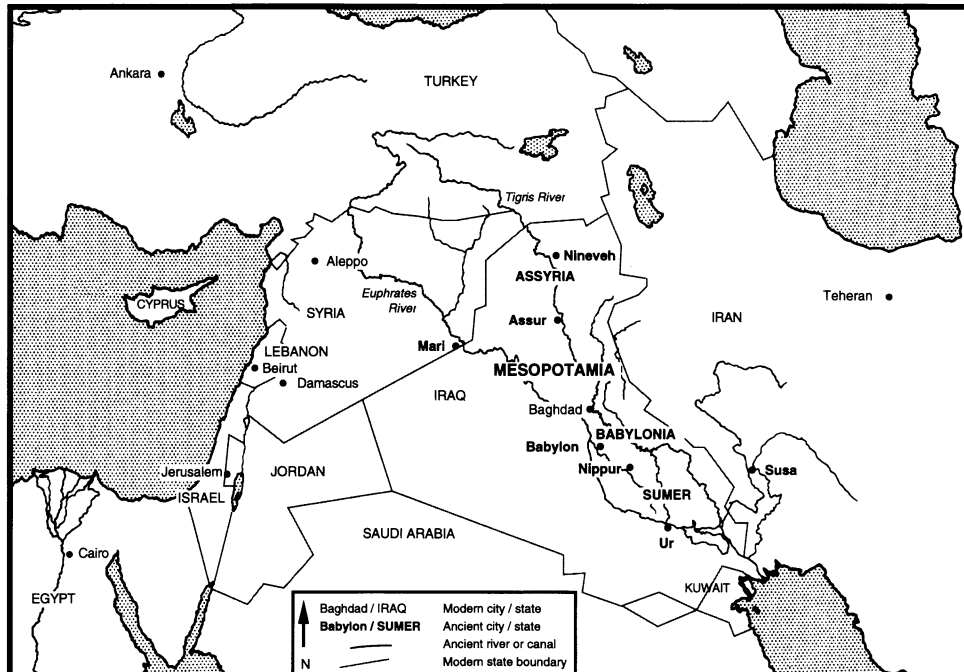 Ankara
TURKEY
Tigris River
Nineveh
Aleppo
ASSYRIA
CYPRUS
Euphrates
River
Teheran
SYRIA
Assur
IRAN
Mari
LEBANON
Beirut
MESOPOTAMIA
Damascus
IRAQ
Baghdad
BABYLONIA
Babylon
Jerusalem
JORDAN
Nippur
Susa
ISRAEL
SUMER
SAUDI ARABIA
Ur
Cairo
KUWAIT
EGYPT
Baghdad / IRAQ Modern city / state
Babylon / SUMER Ancient city / state
Ancient river or canal
N Modern state boundary